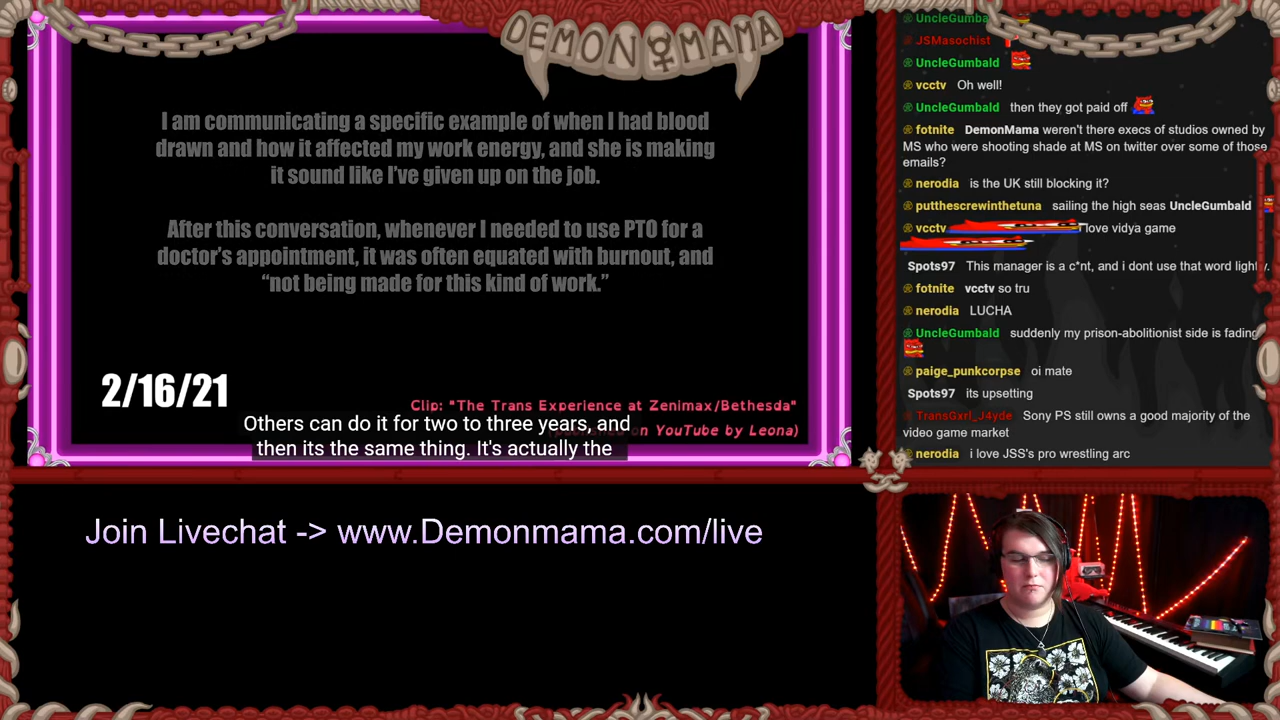 DEMON MAMA
I am communicating a specific example of when I had blood
drawn and how it affected my work energy, and she is making
it sound like I've given up on the job.
After this conversation, whenever I needed to use PTO for a
doctor's appointment, it was often equated with burnout, and
“not being made for this kind of work.”
2/16/21
Clip: "The Trans Experience at Zenimax/Bethesda"
on YouTube by Leona)
Others can do it for two to three years, and
then its the same thing. It's actually the
Join Livechat -> www.Demonmama.com/live
UncleGumba
JSMasochist
UncleGumbald
vcctv Oh well!
UncleGumbald then they got paid off
fotnite DemonMama weren't there execs of studios owned by
MS who were shooting shade at MS on twitter over some of those
emails?
nerodia is the UK still blocking it?
putthescrewinthetuna sailing the high seas UncleGumbald
vcctv love vidya game
Spots97 This manager is a c*nt, and i dont use that word lightly.
fotnite vcctv so tru
nerodia LUCHA
UncleGumbald suddenly my prison-abolitionist side is fading
paige_punkcorpse oi mate
Spots97 its upsetting
TransGxrl_J4yde Sony PS still owns a good majority of the
video game market
nerodia i love JSS's pro wrestling arc